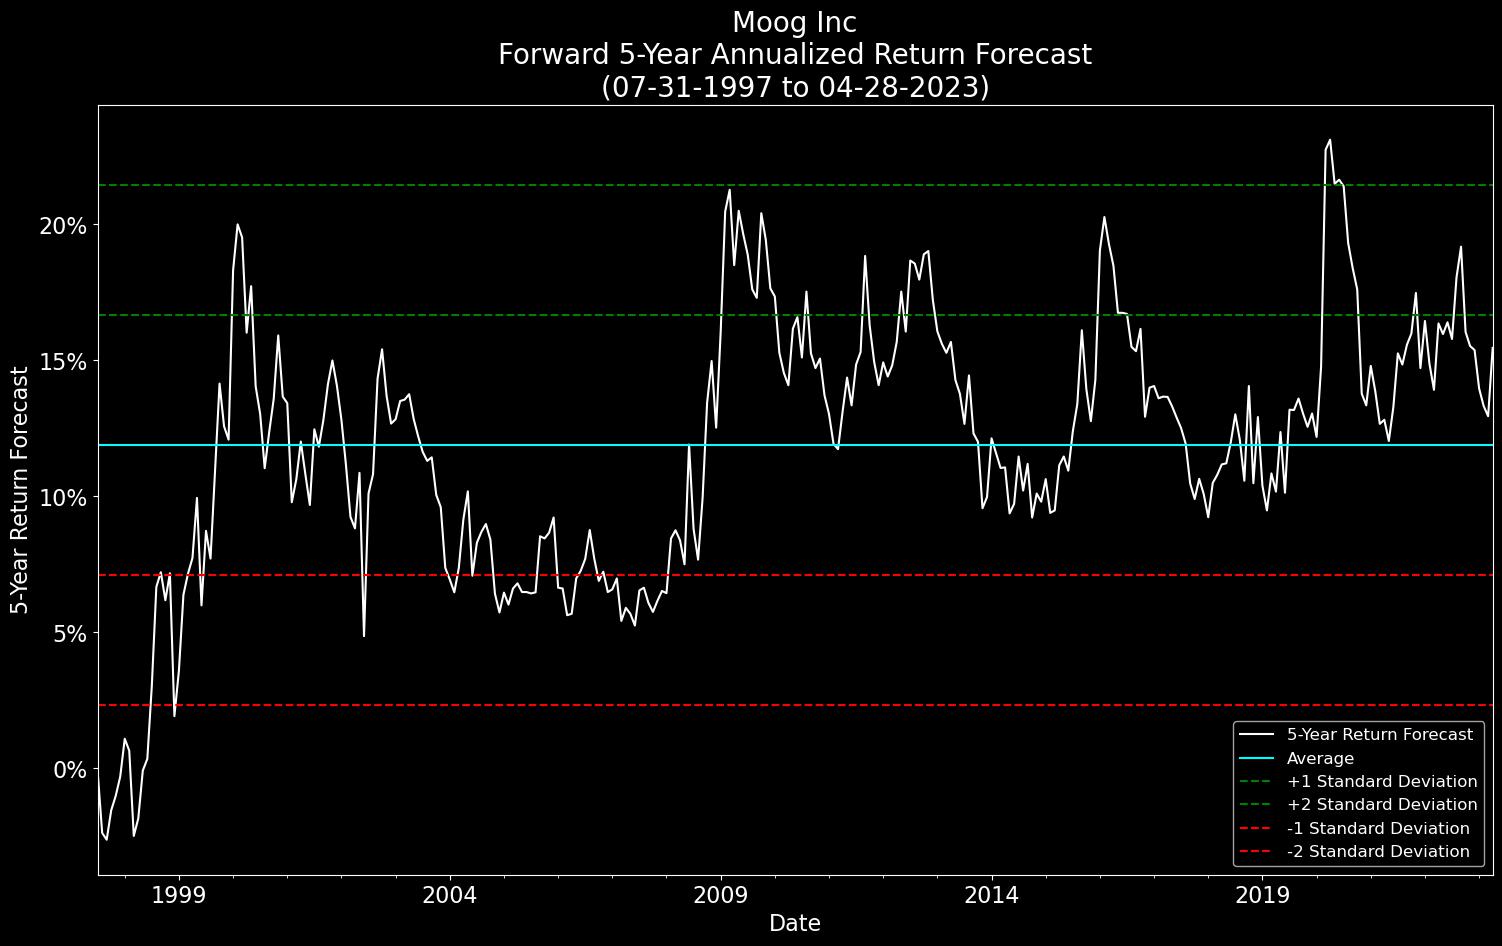 Moog Inc
Forward 5-Year Annualized Return Forecast
(07-31-1997 to 04-28-2023)
5-Year Return Forecast
20%
15%
10%
5%
0%
5-Year Return Forecast
Average
+1 Standard Deviation
+2 Standard Deviation
-1 Standard Deviation
-2 Standard Deviation
1999
2004
2009
2014
2019
Date